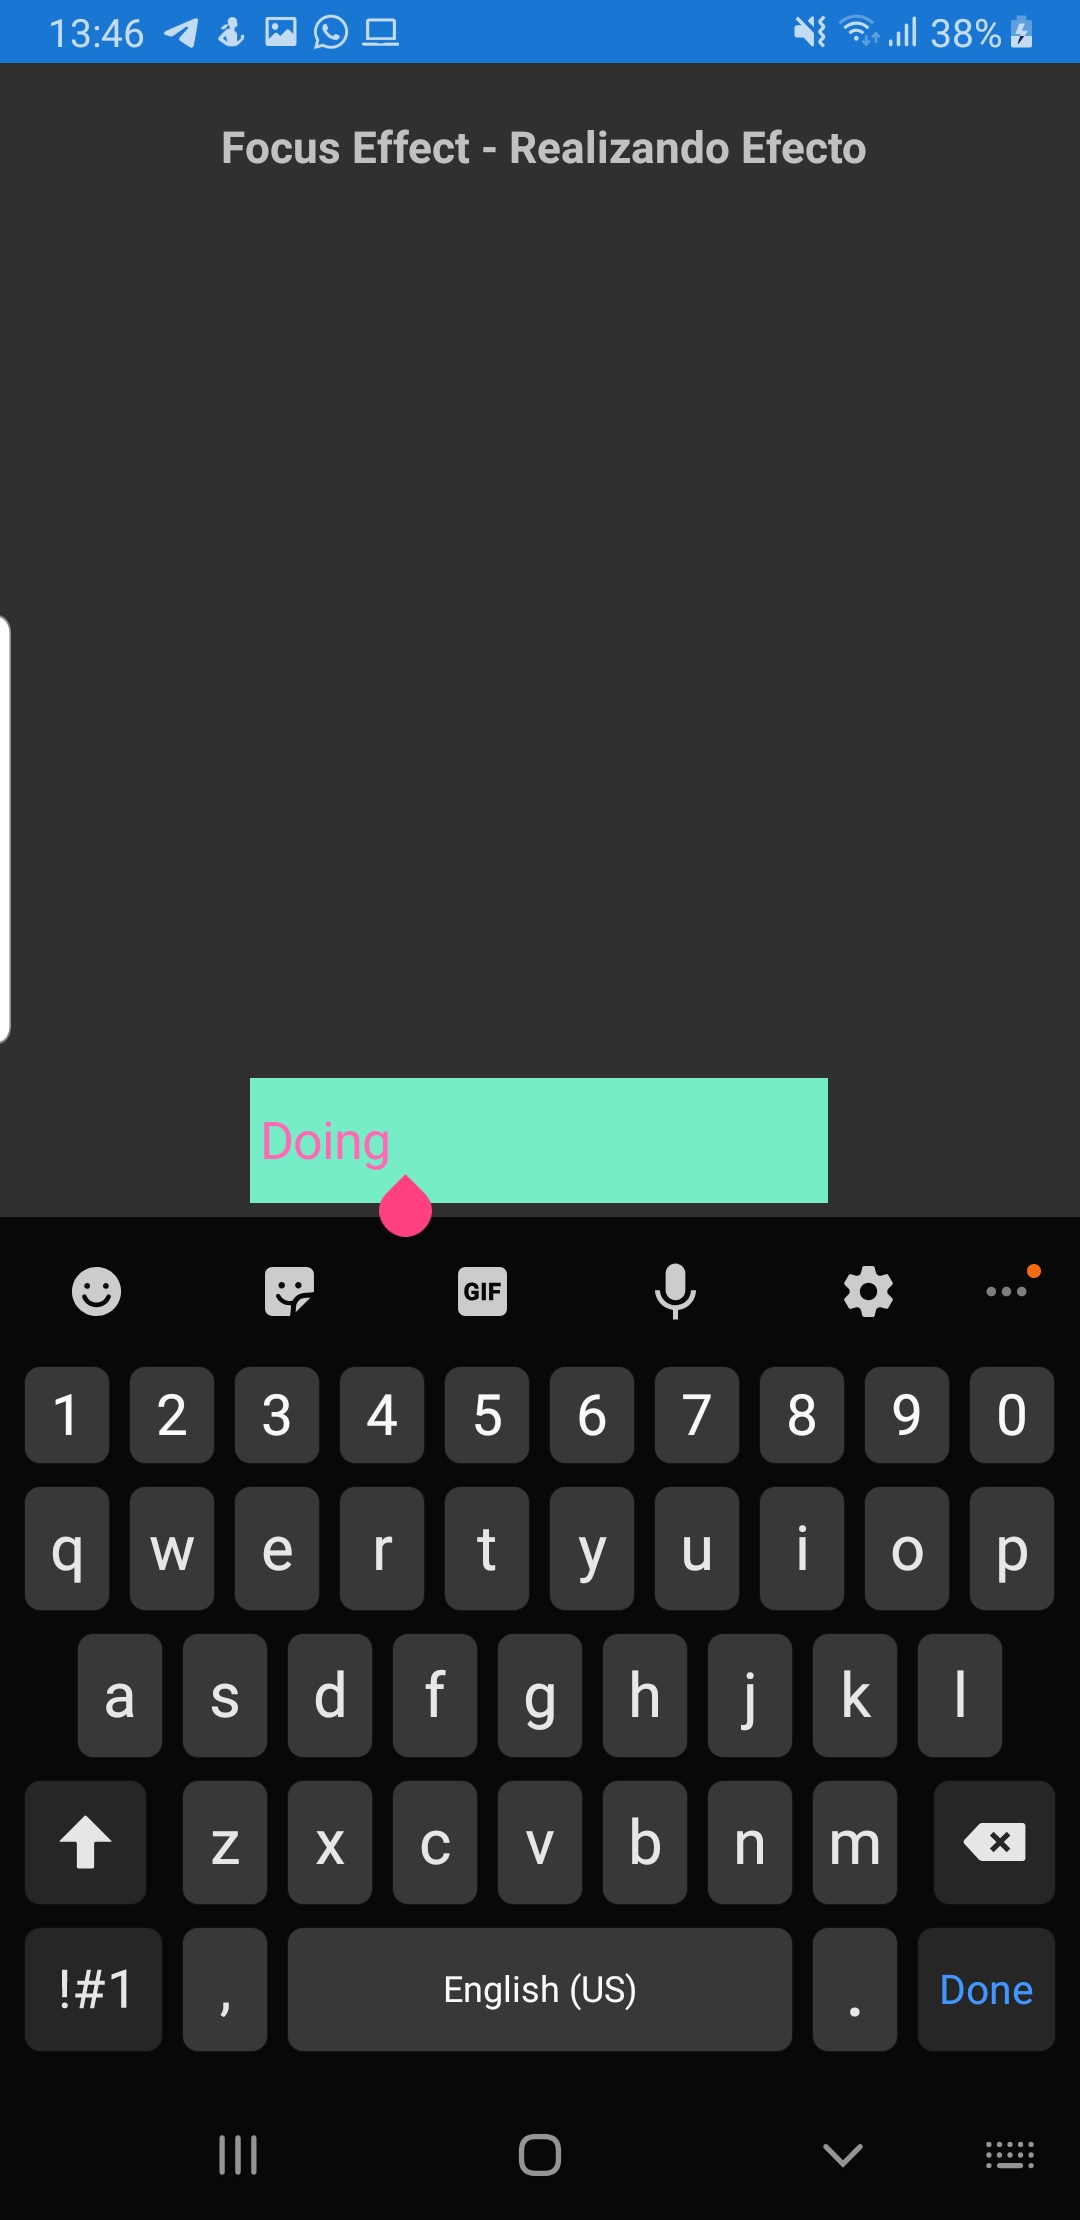 13:46 38%
Focus Effect - Realizando Efecto
Doing
GIF
1 2 3 4 5 6 7 8 9 0
q w e r t y u i o p
a s d f g h j k l
z x c v b n m
!#1 , English (US) . Done